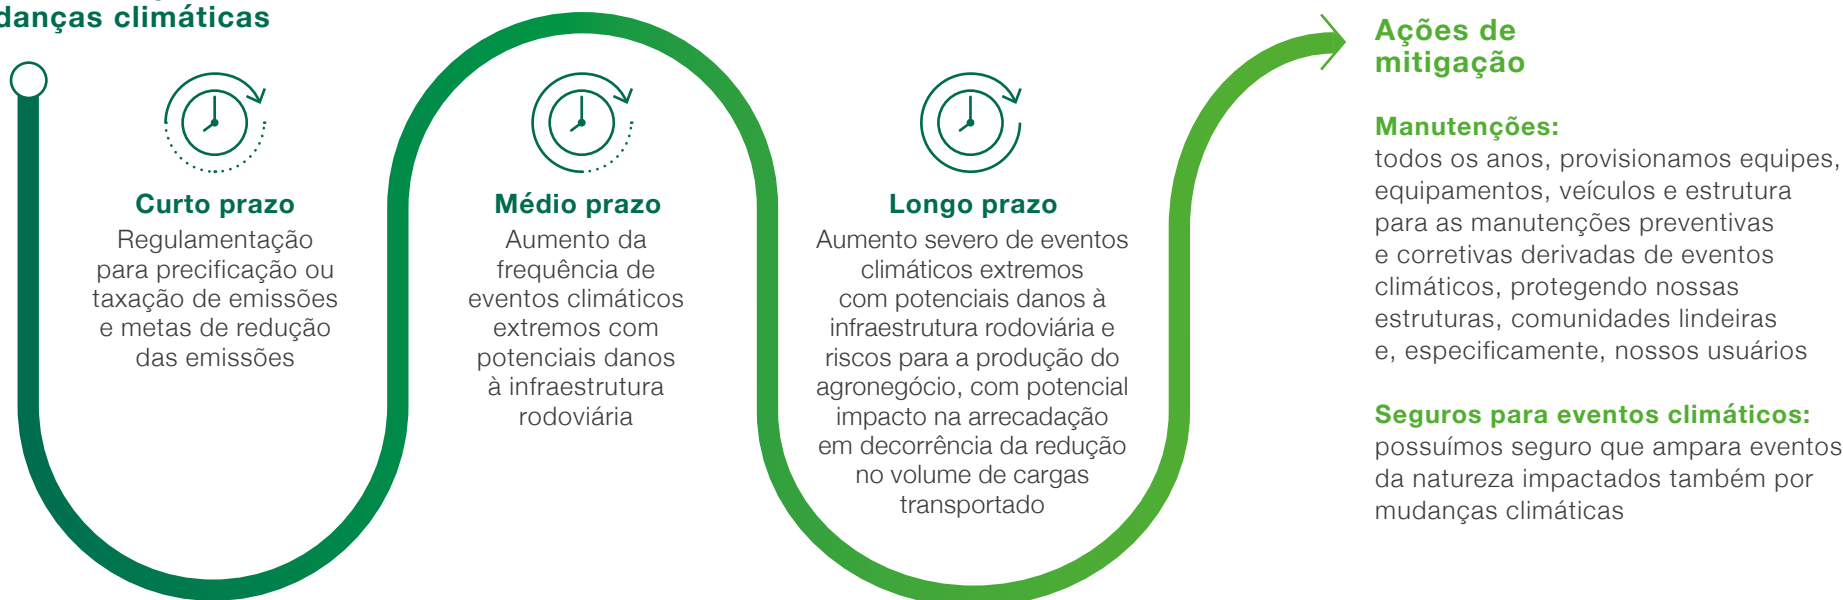 danças climáticas
Curto prazo
Regulamentação
para precificação ou
taxação de emissões
e metas de redução
das emissões
Médio prazo
Aumento da
frequência de
eventos climáticos
extremos com
potenciais danos
à infraestrutura
rodoviária
Longo prazo
Aumento severo de eventos
climáticos extremos
com potenciais danos à
infraestrutura rodoviária e
riscos para a produção do
agronegócio, com potencial
impacto na arrecadação
em decorrência da redução
no volume de cargas
transportado
Ações de
mitigação
Manutenções:
todos os anos, provisionamos equipes,
equipamentos, veículos e estrutura
para as manutenções preventivas
e corretivas derivadas de eventos
climáticos, protegendo nossas
estruturas, comunidades lindeiras
e, especificamente, nossos usuários
Seguros para eventos climáticos:
possuímos seguro que ampara eventos
da natureza impactados também por
mudanças climáticas